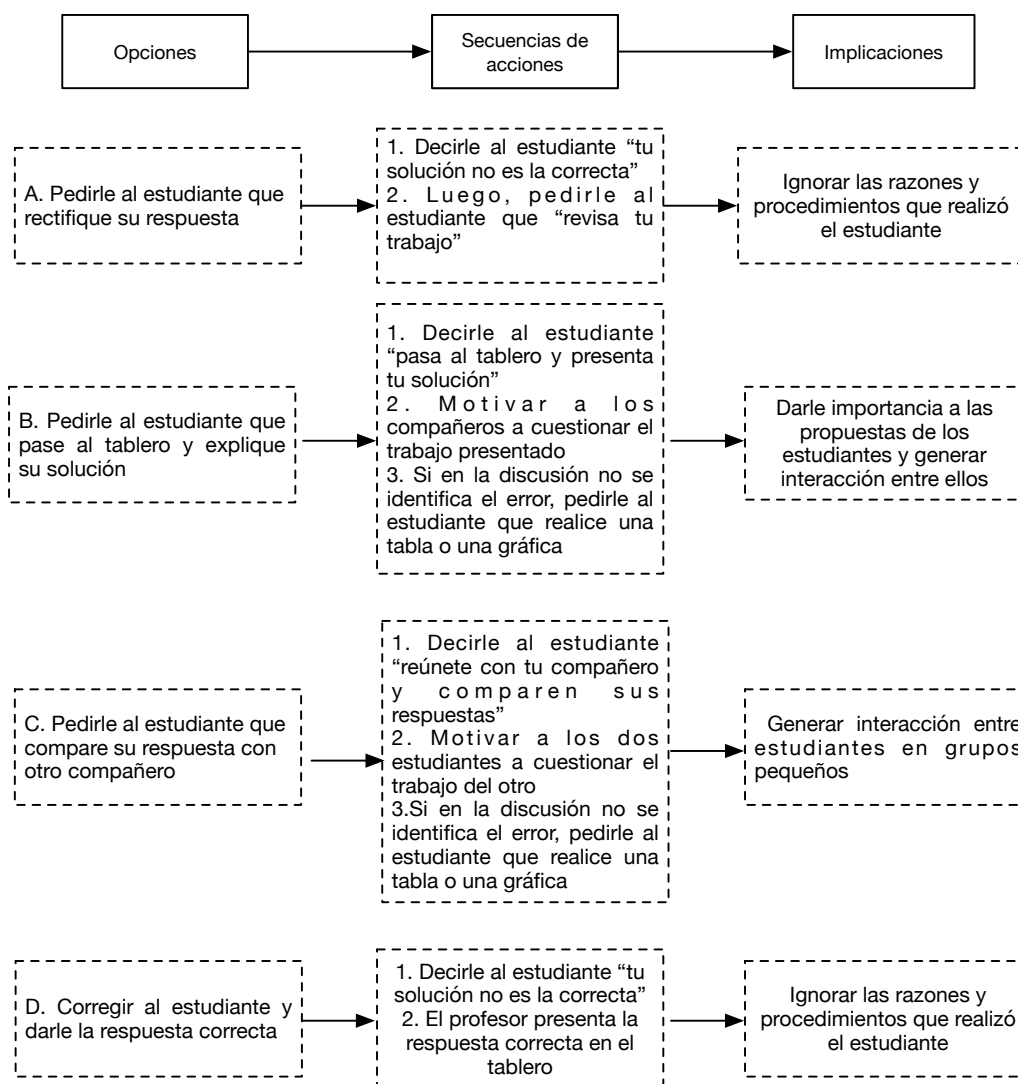 Opciones
Secuencias de
acciones
Implicaciones
A. Pedirle al estudiante que
rectifique su respuesta
1. Decirle al estudiante “tu
solución no es la correcta”
2. Luego, pedirle al
estudiante que “revisa tu
trabajo”
Ignorar las razones y
procedimientos que realizó
el estudiante
B. Pedirle al estudiante que
pase al tablero y explique
su solución
1. Decirle al estudiante
“pasa al tablero y presenta
tu solución”
2. Motivar a los
compañeros a cuestionar el
trabajo presentado
3. Si en la discusión no se
identifica el error, pedirle al
estudiante que realice una
tabla o una gráfica
Darle importancia a las
propuestas de los
estudiantes y generar
interacción entre ellos
C. Pedirle al estudiante que
compare su respuesta con
otro compañero
1. Decirle al estudiante
“reúnete con tu compañero
y comparen sus
respuestas”
2. Motivar a los dos
estudiantes a cuestionar el
trabajo del otro
3.Si en la discusión no se
identifica el error, pedirle al
estudiante que realice una
tabla o una gráfica
Generar interacción entre
estudiantes en grupos
pequeños
D. Corregir al estudiante y
darle la respuesta correcta
1. Decirle al estudiante “tu
solución no es la correcta”
2. El profesor presenta la
respuesta correcta en el
tablero
Ignorar las razones y
procedimientos que realizó
el estudiante